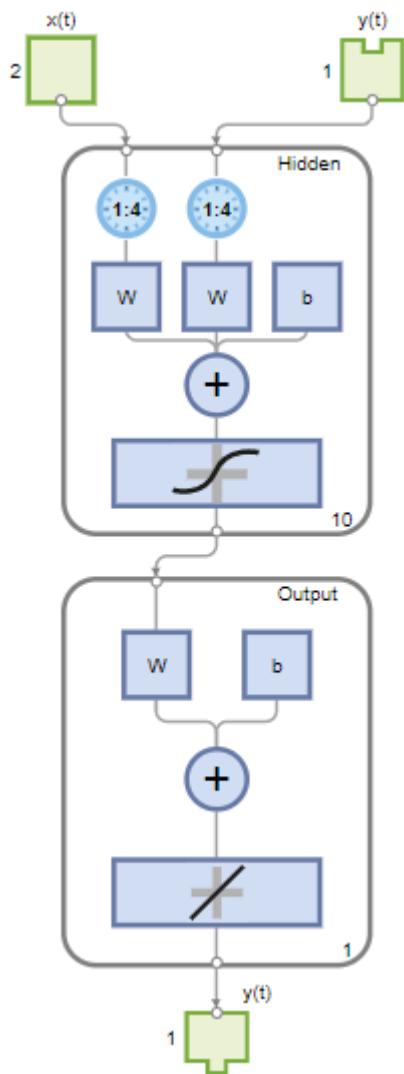 x(t) y(t)
2 1
Hidden
1:4 1:4
W W b
+
10
Output
W b
+
1
y(t)
1